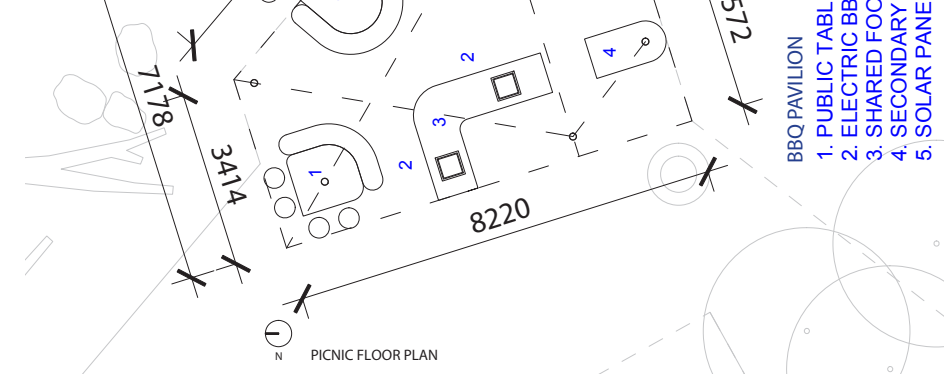 7178
3414
8220
572
2
4
3
2
1
BBQ PAVILION
1. PUBLIC TABL
2. ELECTRIC BB
3. SHARED FOO
4. SECONDARY
5. SOLAR PANE
N
PICNIC FLOOR PLAN